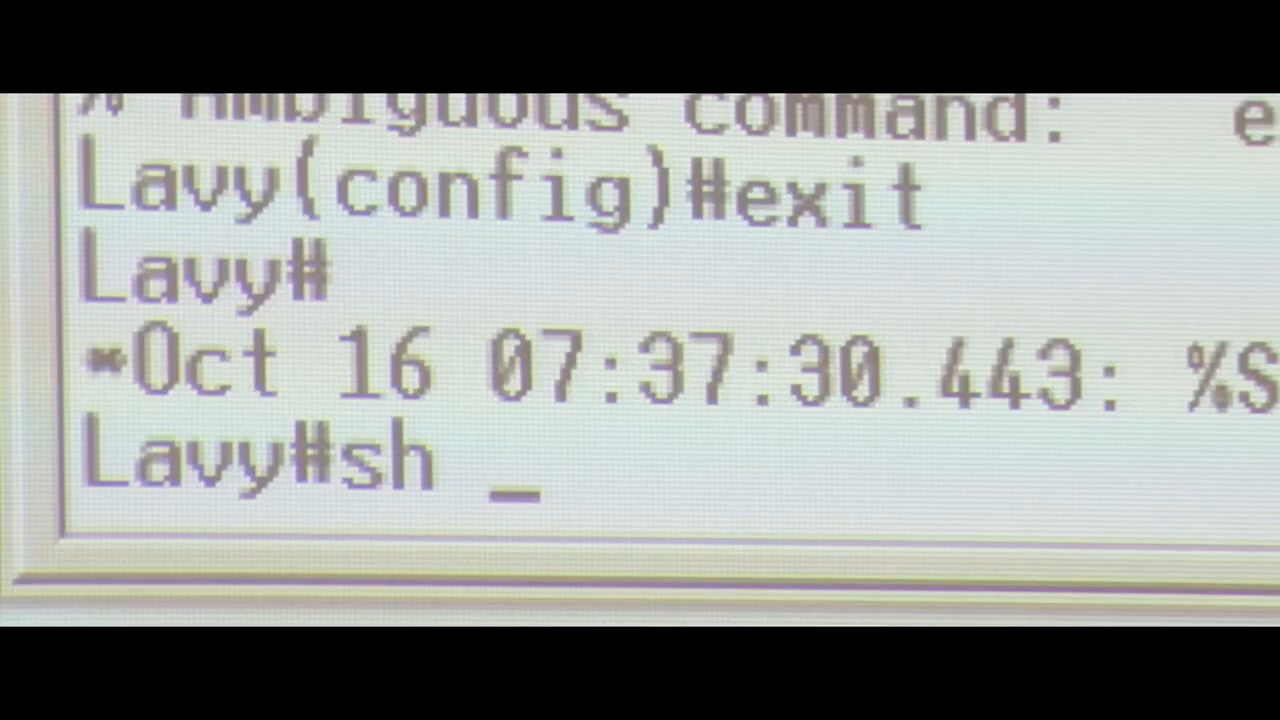 % Ambiguous command: e
Lavy(config)#exit
Lavy#
*Oct 16 07:37:30.443: %S
Lavy#sh _